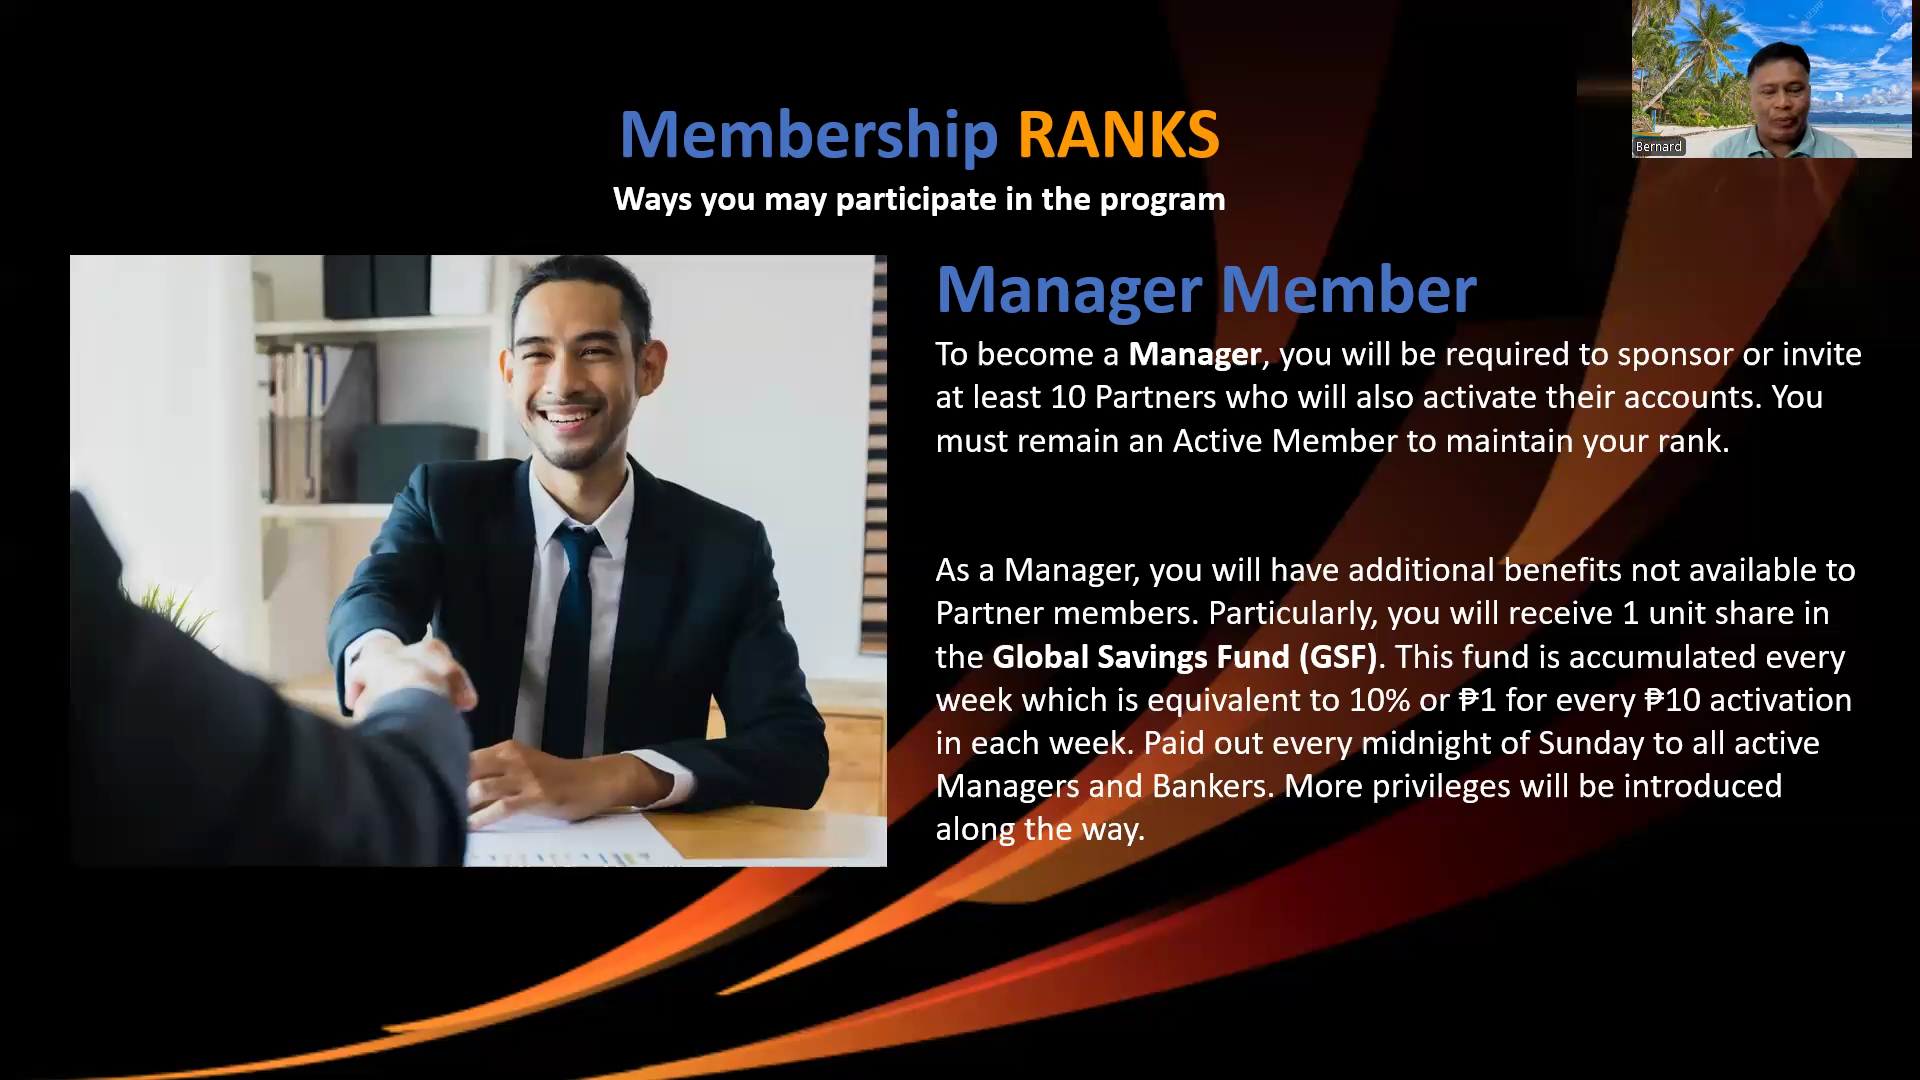 Membership RANKS
Ways you may participate in the program
Bernard
Manager Member
To become a Manager, you will be required to sponsor or invite
at least 10 Partners who will also activate their accounts. You
must remain an Active Member to maintain your rank.
As a Manager, you will have additional benefits not available to
Partner members. Particularly, you will receive 1 unit share in
the Global Savings Fund (GSF). This fund is accumulated every
week which is equivalent to 10% or ₱1 for every ₱10 activation
in each week. Paid out every midnight of Sunday to all active
Managers and Bankers. More privileges will be introduced
along the way.